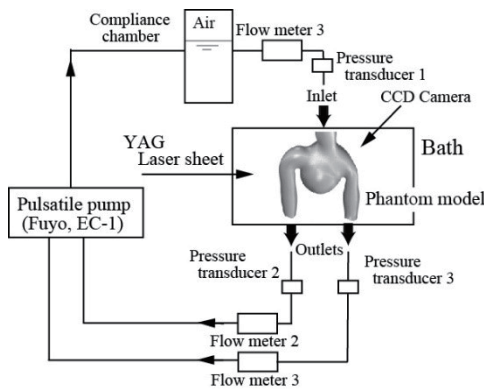 Compliance
chamber
Air
Flow meter 3
Pressure
transducer 1
Inlet
CCD Camera
YAG
Laser sheet
Bath
Phantom model
Pulsatile pump
(Fuyo, EC-1)
Outlets
Pressure
transducer 2
Pressure
transducer 3
Flow meter 2
Flow meter 3